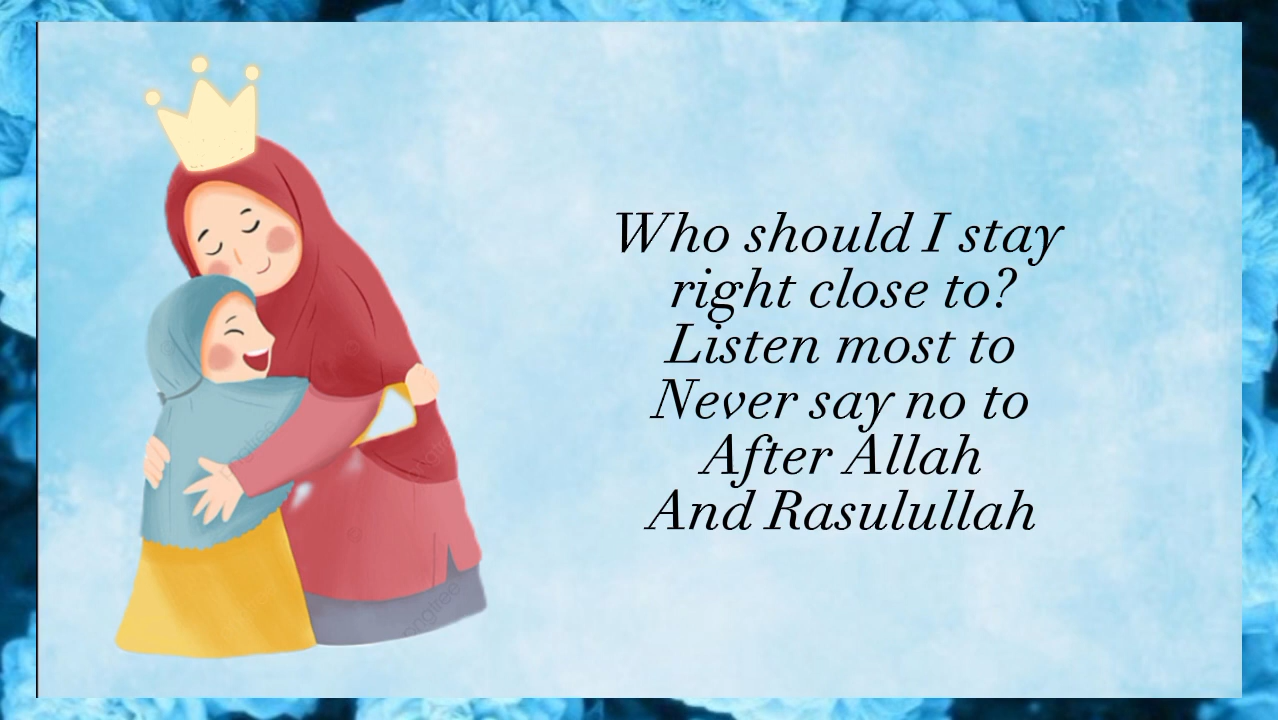 Who should I stay
right close to?
Listen most to
Never say no to
After Allah
And Rasulullah